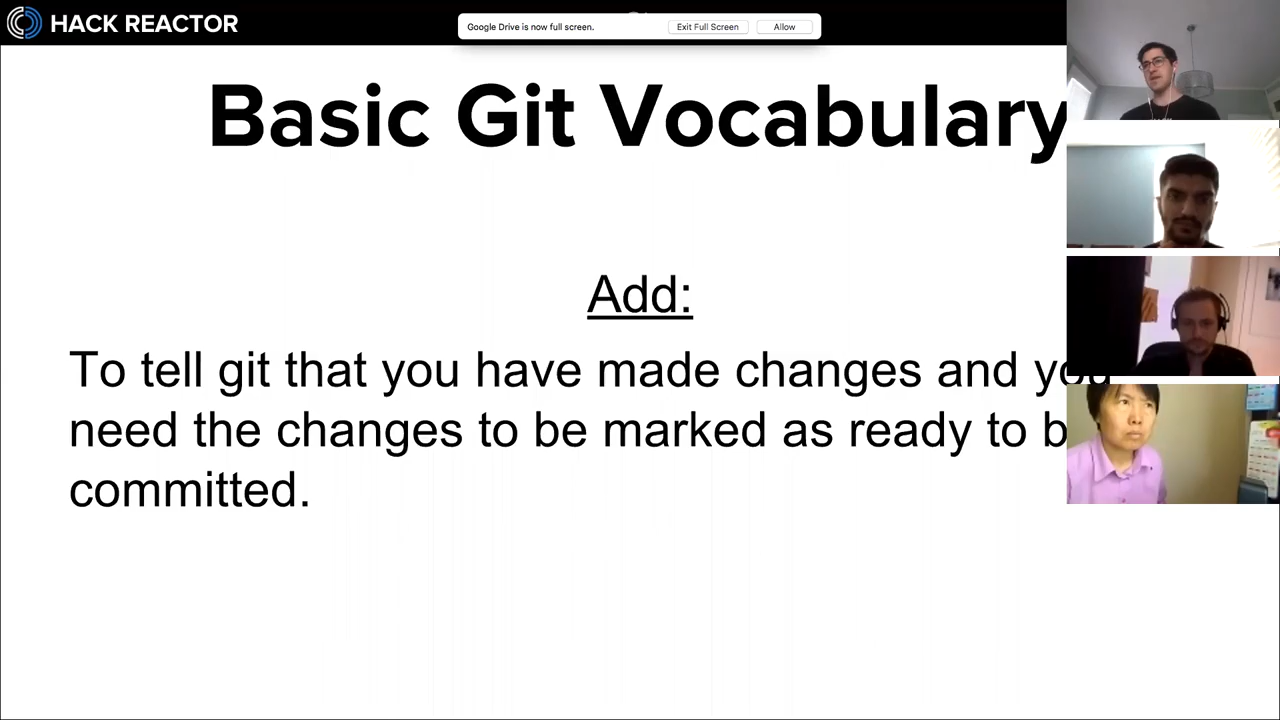 HACK REACTOR
Google Drive is now full screen.
Exit Full Screen
Allow
Basic Git Vocabulary
Add:
To tell git that you have made changes and you
need the changes to be marked as ready to b
committed.